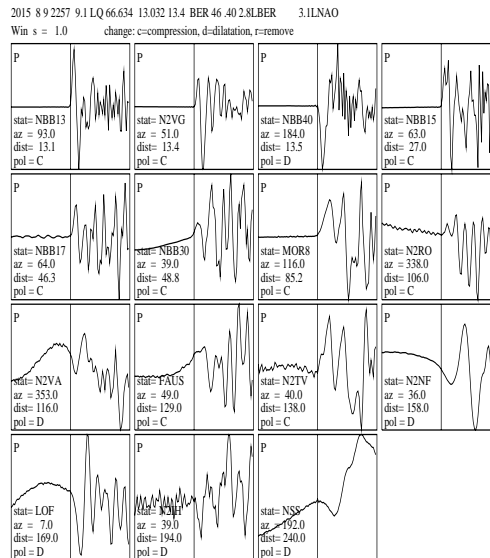 2015 8 9 2257 9.1 LQ 66.634 13.032 13.4 BER 46 .40 2.8LBER 3.1LNAO
Win s = 1.0 change: c=compression, d=dilatation, r=remove
P
stat= NBB13
az = 93.0
dist= 13.1
pol = C
P
stat= N2VG
az = 51.0
dist= 13.4
pol = C
P
stat= NBB40
az = 184.0
dist= 13.5
pol = D
P
stat= NBB15
az = 63.0
dist= 27.0
pol = C
P
stat= NBB17
az = 64.0
dist= 46.3
pol = C
P
stat= NBB30
az = 39.0
dist= 48.8
pol = C
P
stat= MOR8
az = 116.0
dist= 85.2
pol = C
P
stat= N2RO
az = 338.0
dist= 106.0
pol = C
P
stat= N2VA
az = 353.0
dist= 116.0
pol = D
P
stat= FAUS
az = 49.0
dist= 129.0
pol = C
P
stat= N2TV
az = 40.0
dist= 138.0
pol = C
P
stat= N2NF
az = 36.0
dist= 158.0
pol = D
P
stat= LOF
az = 7.0
dist= 169.0
pol = D
P
stat=
az = 39.0
dist= 194.0
pol = D
P
stat= NSS
az = 192.0
dist= 240.0
pol = D